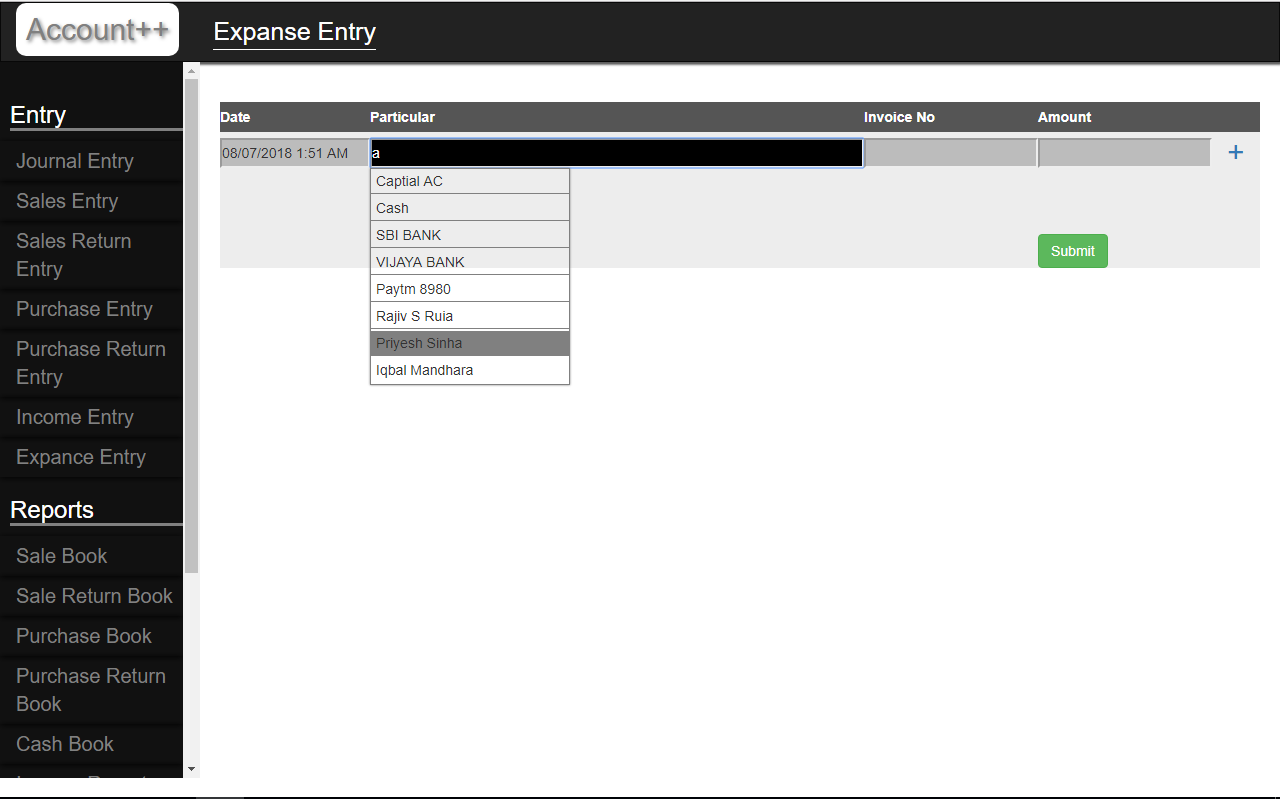 Account++
Expanse Entry
Entry
Journal Entry
Sales Entry
Sales Return
Entry
Purchase Entry
Purchase Return
Entry
Income Entry
Expance Entry
Reports
Sale Book
Sale Return Book
Purchase Book
Purchase Return
Book
Cash Book
Date Particular Invoice No Amount
08/07/2018 1:51 AM a +
Captial AC
Cash
SBI BANK
VIJAYA BANK
Paytm 8980
Rajiv S Ruia
Priyesh Sinha
Iqbal Mandhara
Submit